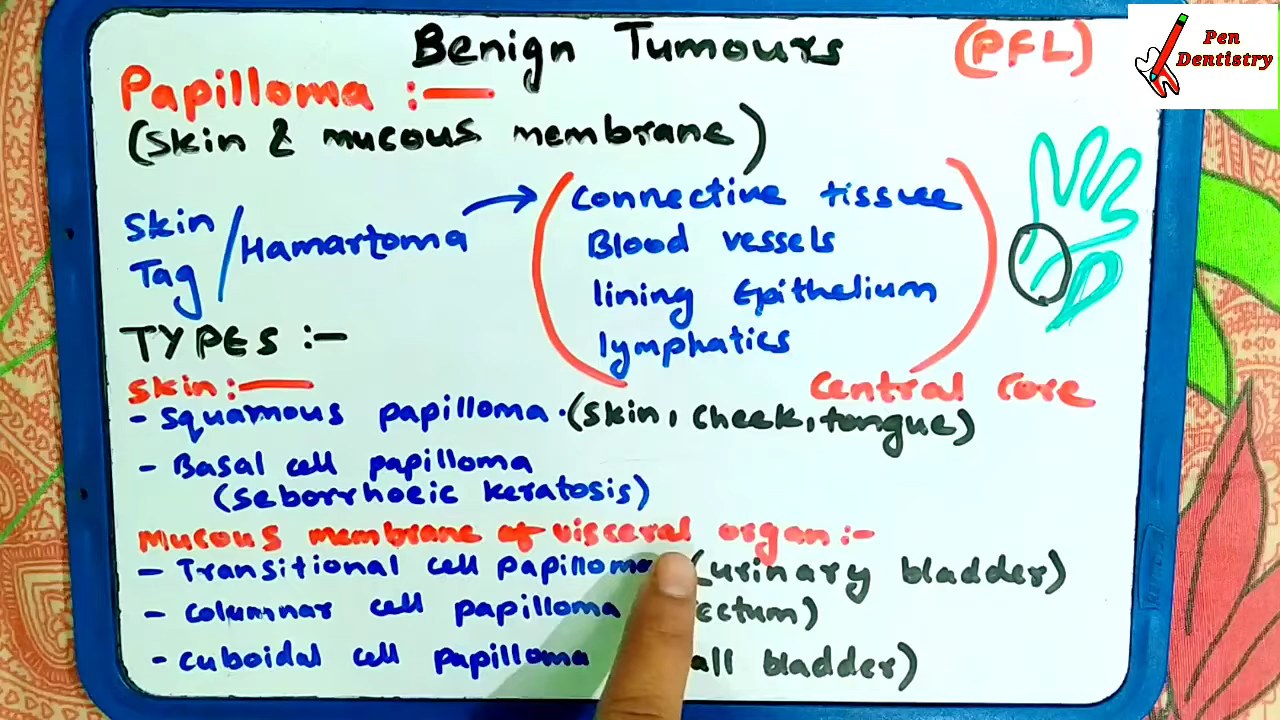 Benign Tumours (PFL)
Pen Dentistry
Papilloma :—
(Skin & mucous membrane)
Skin Tag / Hamartoma → (Connective tissue
Blood vessels
lining Epithelium
lymphatics)
Central core
TYPES :-
Skin :—
- Squamous papilloma . (skin, cheek, tongue)
- Basal cell papilloma
(seborrhoeic keratosis)
Mucous membrane of visceral organ :-
- Transitional cell papilloma (urinary bladder)
- columnar cell papilloma
- cuboidal cell papilloma bladder)